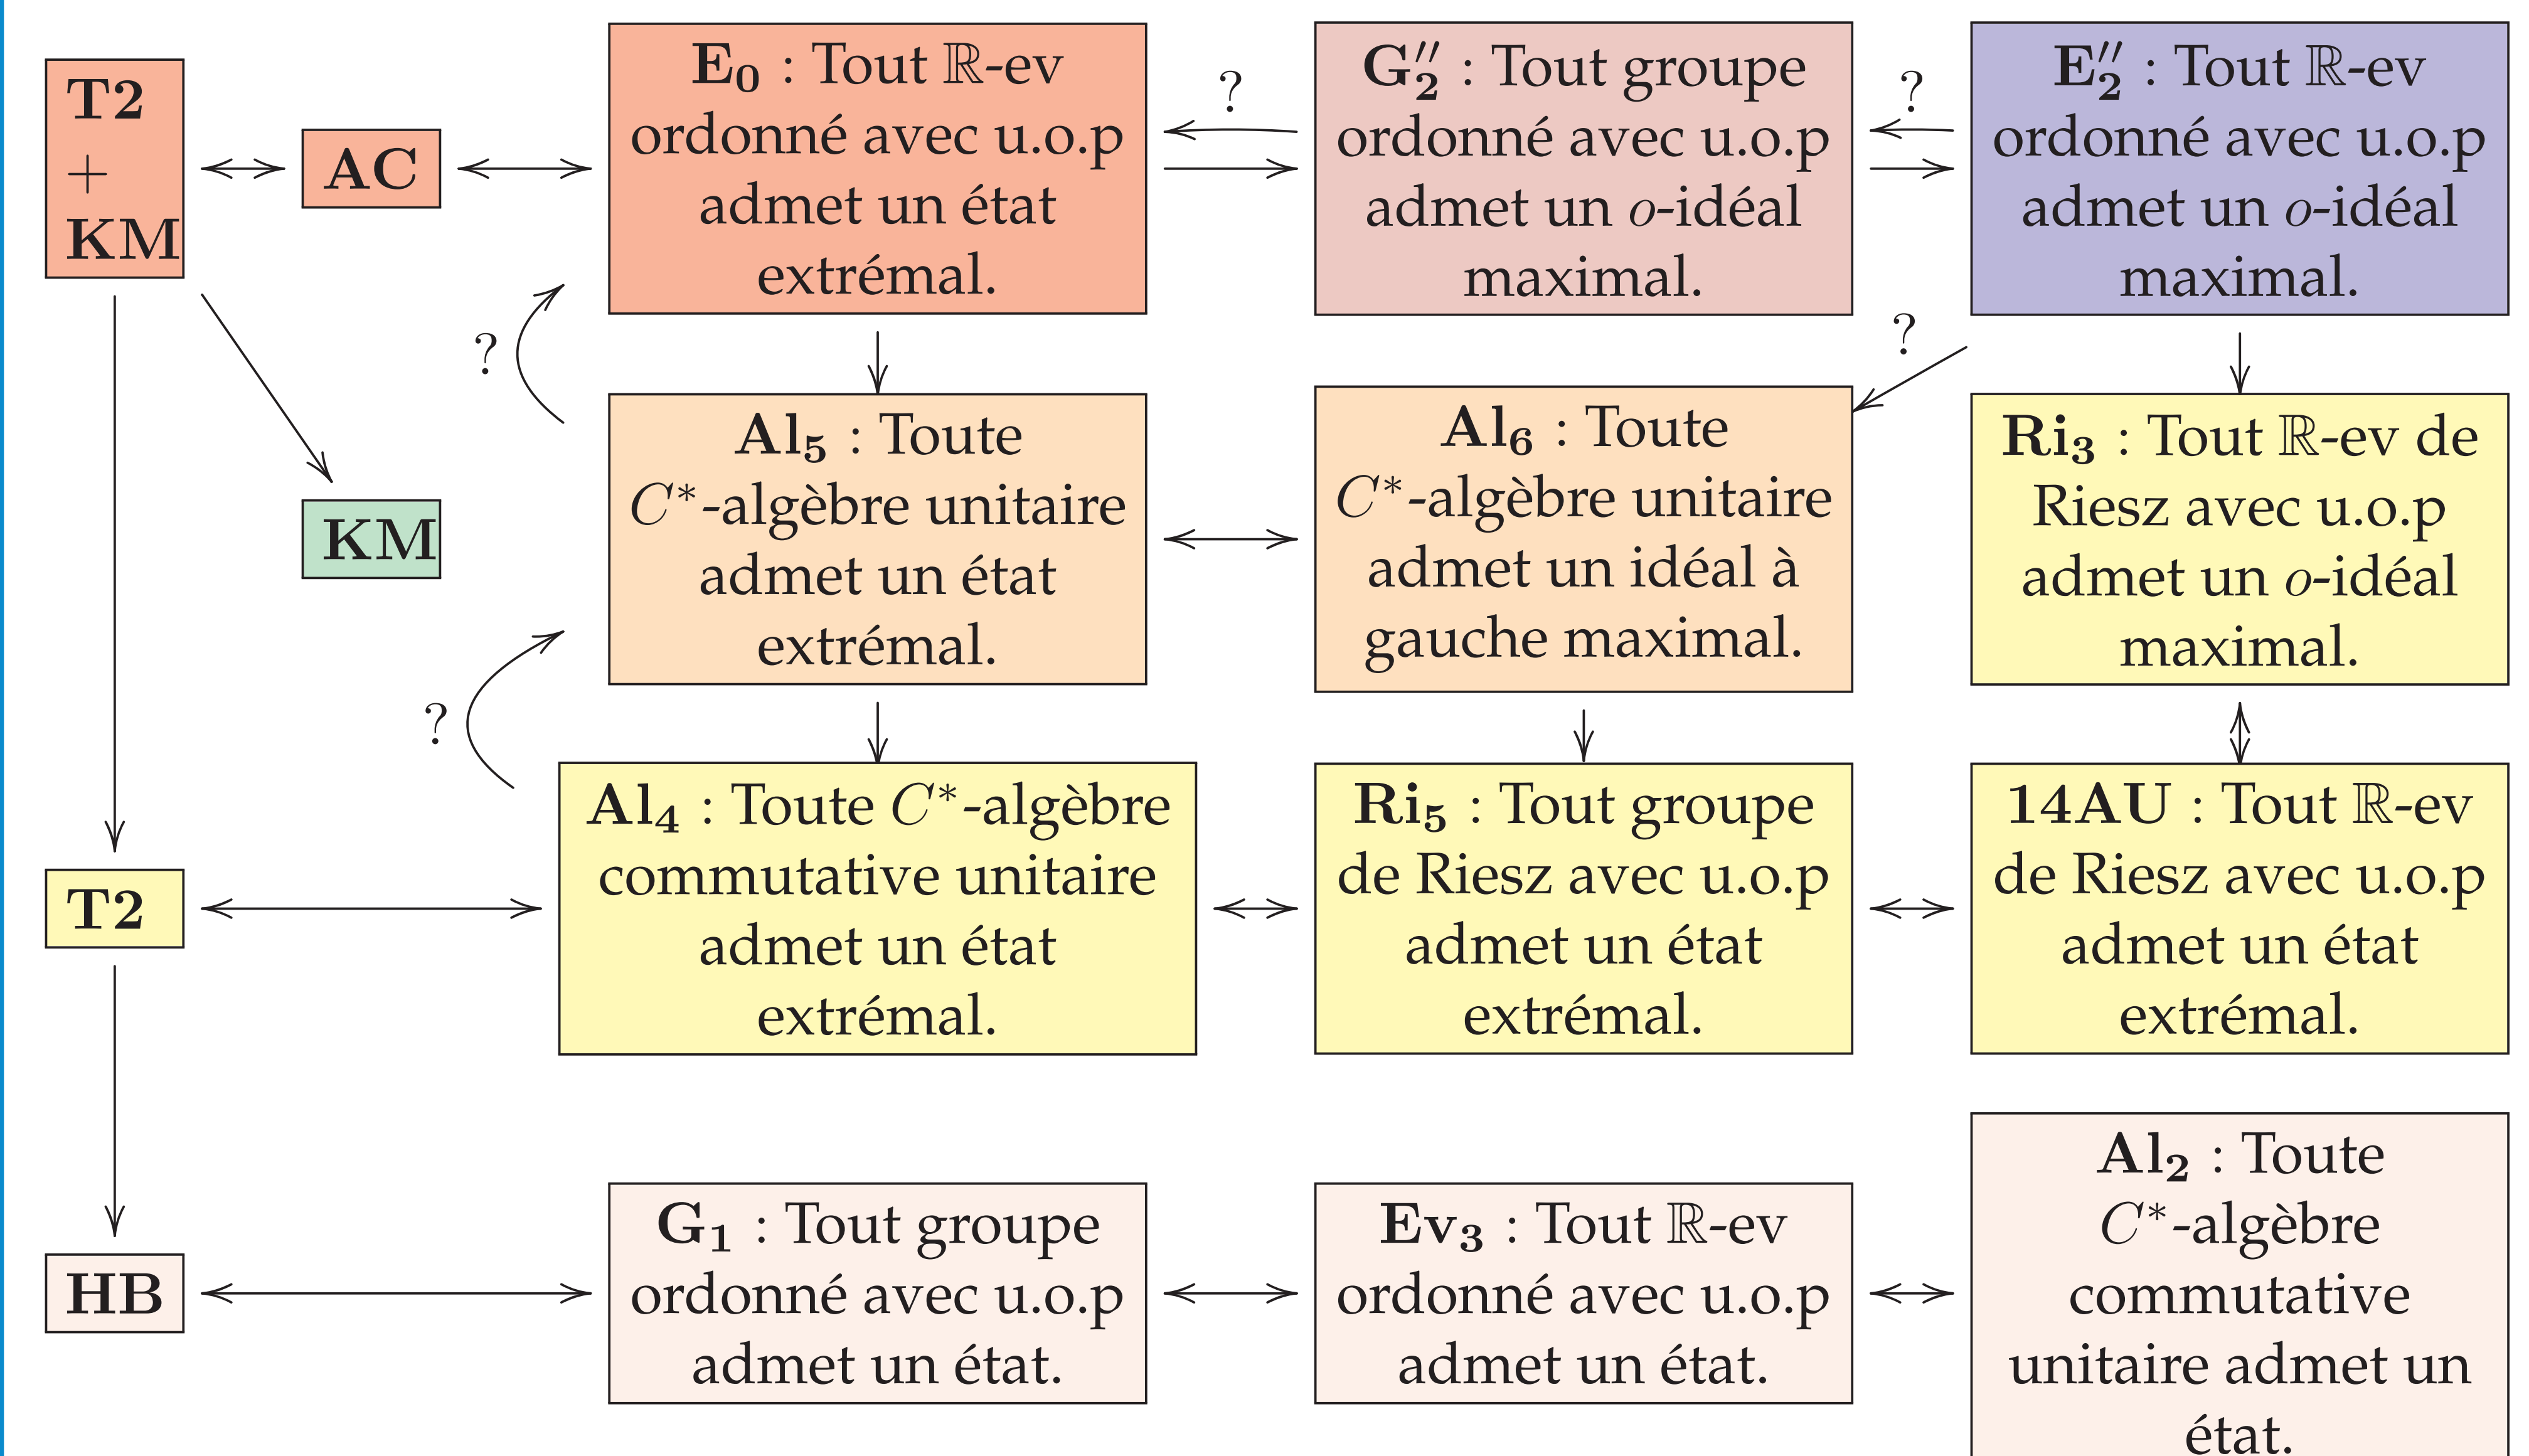 T2
+
KM
AC
E₀ : Tout ℝ-ev
ordonné avec u.o.p
admet un état
extrémal.
?
G₂″ : Tout groupe
ordonné avec u.o.p
admet un o-idéal
maximal.
?
E₂″ : Tout ℝ-ev
ordonné avec u.o.p
admet un o-idéal
maximal.
?
?
KM
Al₅ : Toute
C*-algèbre unitaire
admet un état
extrémal.
Al₆ : Toute
C*-algèbre unitaire
admet un idéal à
gauche maximal.
Ri₃ : Tout ℝ-ev de
Riesz avec u.o.p
admet un o-idéal
maximal.
?
T2
Al₄ : Toute C*-algèbre
commutative unitaire
admet un état
extrémal.
Ri₅ : Tout groupe
de Riesz avec u.o.p
admet un état
extrémal.
14AU : Tout ℝ-ev
de Riesz avec u.o.p
admet un état
extrémal.
HB
G₁ : Tout groupe
ordonné avec u.o.p
admet un état.
Ev₃ : Tout ℝ-ev
ordonné avec u.o.p
admet un état.
Al₂ : Toute
C*-algèbre
commutative
unitaire admet un
état.